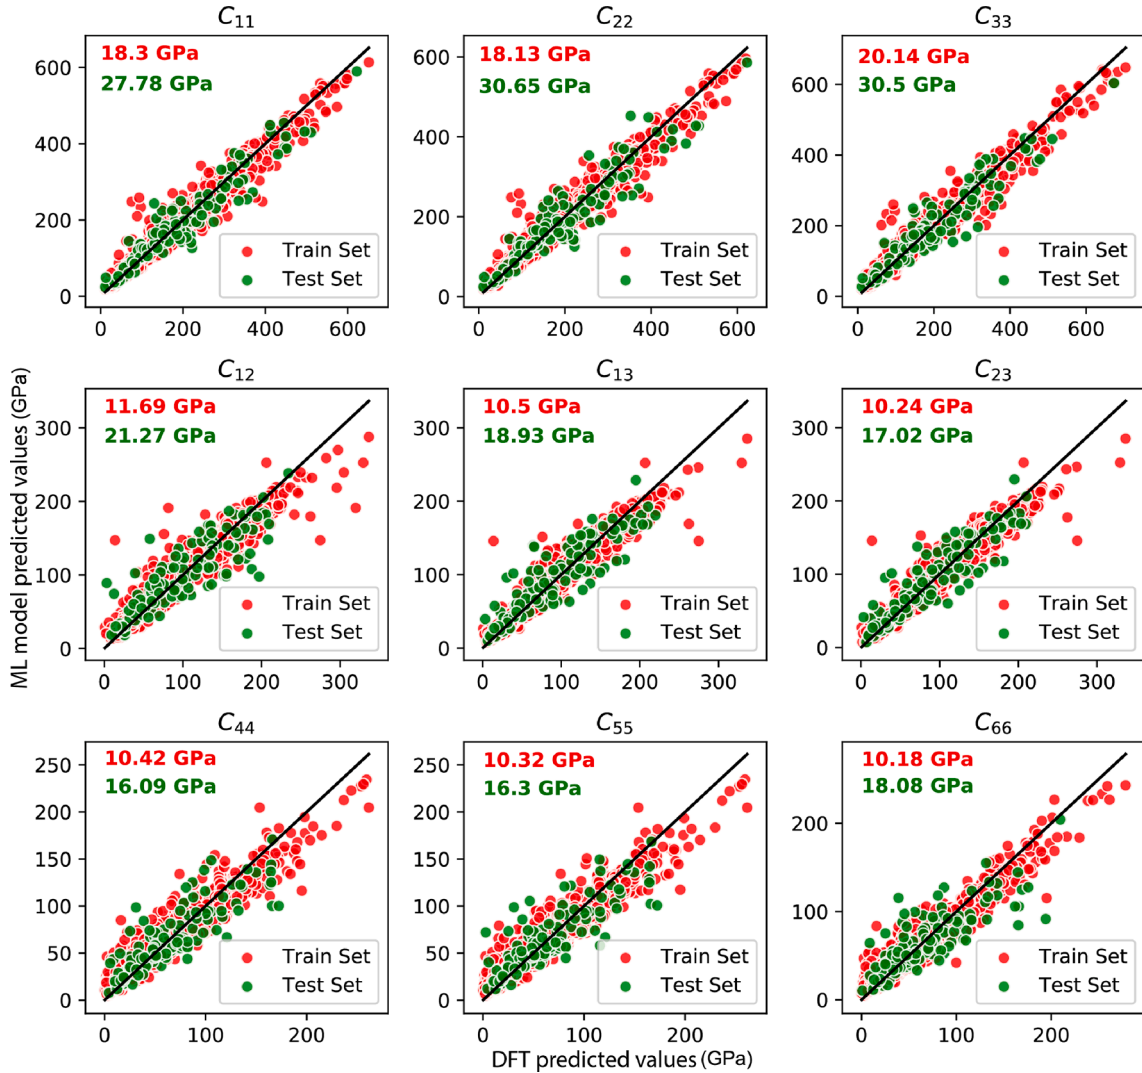 C11
18.3 GPa
27.78 GPa
600
400
200
0
Train Set
Test Set
0 200 400 600
C22
18.13 GPa
30.65 GPa
600
400
200
0
Train Set
Test Set
0 200 400 600
C33
20.14 GPa
30.5 GPa
600
400
200
0
Train Set
Test Set
0 200 400 600
ML model predicted values (GPa)
C12
11.69 GPa
21.27 GPa
300
200
100
0
Train Set
Test Set
0 100 200 300
C13
10.5 GPa
18.93 GPa
300
200
100
0
Train Set
Test Set
0 100 200 300
C23
10.24 GPa
17.02 GPa
300
200
100
0
Train Set
Test Set
0 100 200 300
C44
10.42 GPa
16.09 GPa
250
200
150
100
50
0
Train Set
Test Set
0 100 200
C55
10.32 GPa
16.3 GPa
250
200
150
100
50
0
Train Set
Test Set
0 100 200
C66
10.18 GPa
18.08 GPa
200
100
0
Train Set
Test Set
0 100 200
DFT predicted values (GPa)